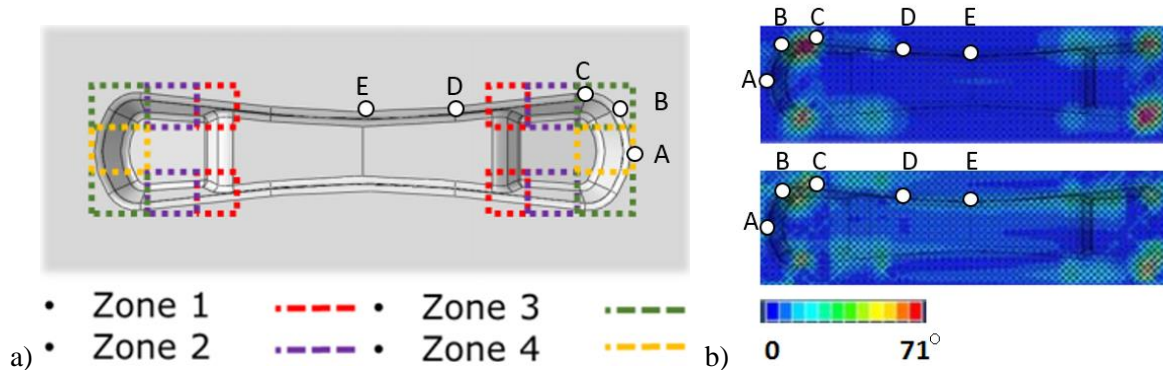 E D C B A
B C D E
A
B C D E
A
• Zone 1 • Zone 3
• Zone 2 • Zone 4
0 71°
a) b)